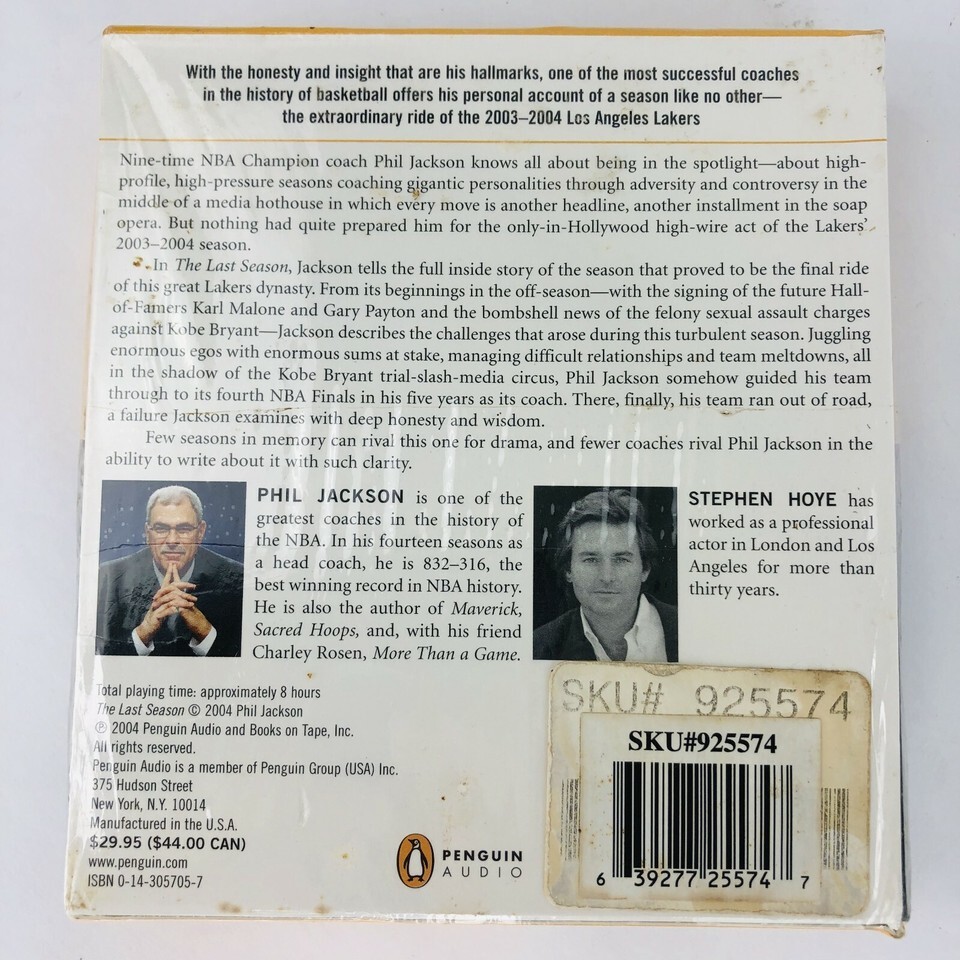 With the honesty and insight that are his hallmarks, one of the most successful coaches
in the history of basketball offers his personal account of a season like no other—
the extraordinary ride of the 2003–2004 Los Angeles Lakers
Nine-time NBA Champion coach Phil Jackson knows all about being in the spotlight—about high-
profile, high-pressure seasons coaching gigantic personalities through adversity and controversy in the
middle of a media hothouse in which every move is another headline, another installment in the soap
opera. But nothing had quite prepared him for the only-in-Hollywood high-wire act of the Lakers'
2003–2004 season.
In The Last Season, Jackson tells the full inside story of the season that proved to be the final ride
of this great Lakers dynasty. From its beginnings in the off-season—with the signing of the future Hall-
of-Famers Karl Malone and Gary Payton and the bombshell news of the felony sexual assault charges
against Kobe Bryant—Jackson describes the challenges that arose during this turbulent season. Juggling
enormous egos with enormous sums at stake, managing difficult relationships and team meltdowns, all
in the shadow of the Kobe Bryant trial-slash-media circus, Phil Jackson somehow guided his team
through to its fourth NBA Finals in his five years as its coach. There, finally, his team ran out of road,
a failure Jackson examines with deep honesty and wisdom.
Few seasons in memory can rival this one for drama, and fewer coaches rival Phil Jackson in the
ability to write about it with such clarity.
PHIL JACKSON is one of the
greatest coaches in the history of
the NBA. In his fourteen seasons as
a head coach, he is 832–316, the
best winning record in NBA history.
He is also the author of Maverick,
Sacred Hoops, and, with his friend
Charley Rosen, More Than a Game.
STEPHEN HOYE has
worked as a professional
actor in London and Los
Angeles for more than
thirty years.
Total playing time: approximately 8 hours
The Last Season © 2004 Phil Jackson
℗ 2004 Penguin Audio and Books on Tape, Inc.
All rights reserved.
Penguin Audio is a member of Penguin Group (USA) Inc.
375 Hudson Street
New York, N.Y. 10014
Manufactured in the U.S.A.
$29.95 ($44.00 CAN)
www.penguin.com
ISBN 0-14-305705-7
PENGUIN
AUDIO
SKU# 925574
SKU#925574
6 39277 25574 7